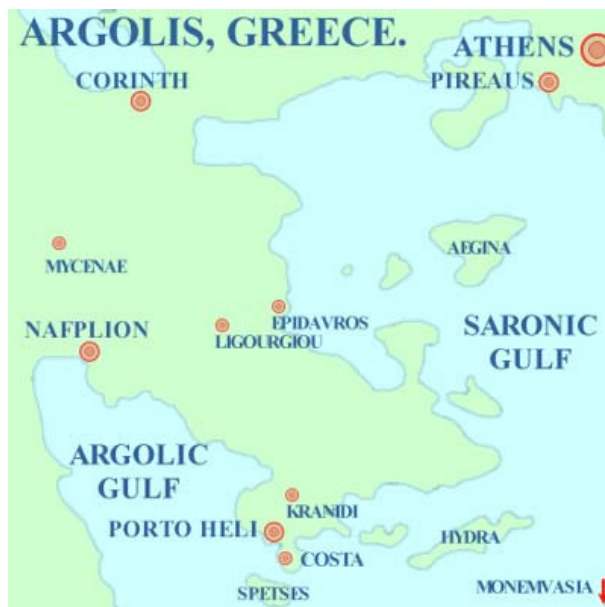 ARGOLIS, GREECE.
ATHENS
CORINTH
PIREAUS
MYCENAE
AEGINA
EPIDAVROS
NAFPLION
LIGOURGIOU
SARONIC
GULF
ARGOLIC
GULF
KRANIDI
PORTO HELI
HYDRA
COSTA
SPETSES
MONEMVASIA